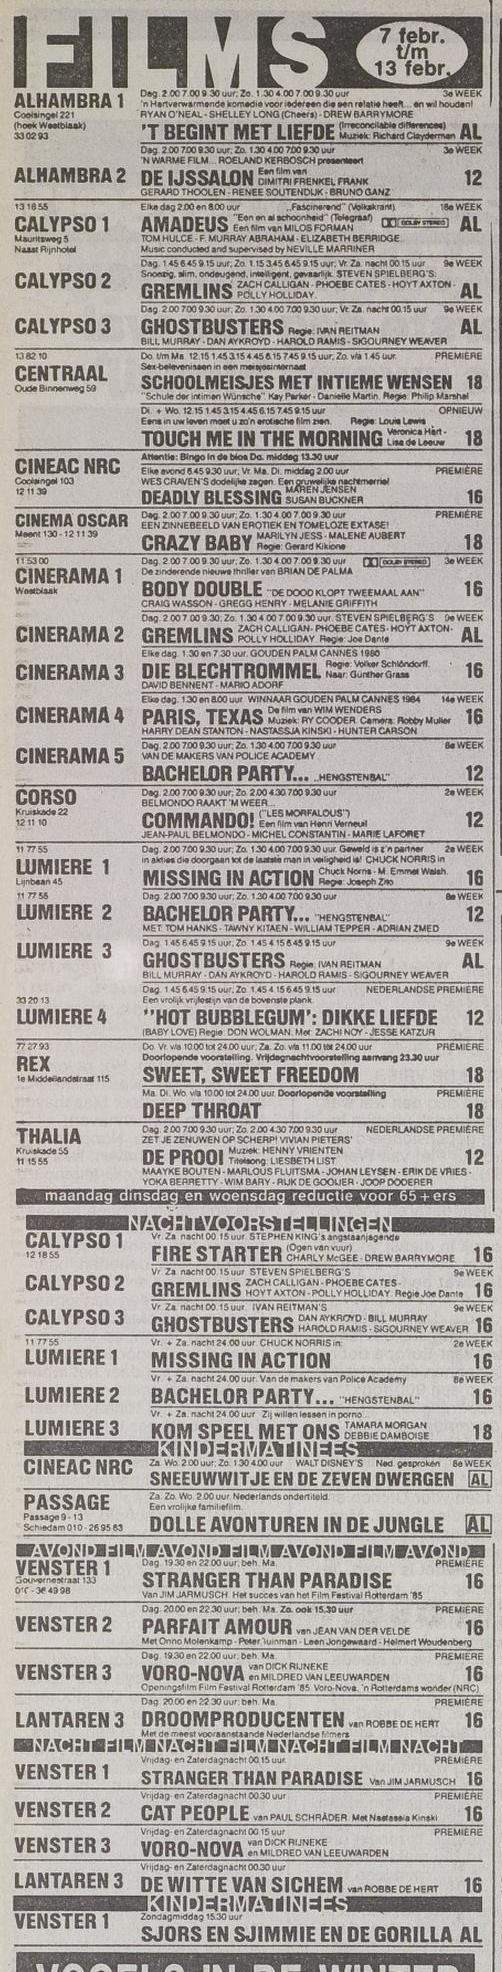 FILMS
7 febr.
t/m
13 febr.
ALHAMBRA 1
Coolsingel 221
(hoek Westblaak)
33 02 93
Dag. 2.00 7.00 9.30 uur; Zo. 1.30 4.00 7.00 9.30 uur 3e WEEK
'n Hartverwarmende komedie voor iedereen die een relatie heeft... en wil houden!
RYAN O'NEAL - SHELLEY LONG (Cheers) - DREW BARRYMORE
'T BEGINT MET LIEFDE (Irreconcilable differences) Muziek: Richard Clayderman AL
ALHAMBRA 2
Dag. 2.00 7.00 9.30 uur; Zo. 1.30 4.00 7.00 9.30 uur 3e WEEK
'N WARME FILM... ROELAND KERBOSCH presenteert
DE IJSSALON Een film van DIMITRI FRENKEL FRANK 12
GERARD THOOLEN - RENEE SOUTENDIJK - BRUNO GANZ
13 18 55
CALYPSO 1
Mauritsweg 5
Naast Rijnhotel
Elke dag 2.00 en 8.00 uur „Fascinerend" (Volkskrant) 18e WEEK
AMADEUS "Een en al schoonheid" (Telegraaf) Een film van MILOS FORMAN DOLBY STEREO AL
TOM HULCE - F. MURRAY ABRAHAM - ELIZABETH BERRIDGE
Music conducted and supervised by NEVILLE MARRINER
CALYPSO 2
Dag. 1.45 6.45 9.15 uur; Zo. 1.15 3.45 6.45 9.15 uur; Vr. Za. nacht 00.15 uur 9e WEEK
Snoezig, slim, ondeugend, intelligent, gevaarlijk. STEVEN SPIELBERG'S:
GREMLINS ZACH CALLIGAN - PHOEBE CATES - HOYT AXTON - POLLY HOLLIDAY. AL
CALYPSO 3
Dag. 2.00 7.00 9.30 uur; Zo. 1.30 4.00 7.00 9.30 uur; Vr. Za. nacht 00.15 uur 9e WEEK
GHOSTBUSTERS Regie: IVAN REITMAN AL
BILL MURRAY - DAN AYKROYD - HAROLD RAMIS - SIGOURNEY WEAVER
13 82 10
CENTRAAL
Oude Binnenweg 59
Do. t/m Ma. 12.15 1.45 3.15 4.45 6.15 7.45 9.15 uur; Zo. v/a 1.45 uur. PREMIÈRE
Sex-belevenissen in een meisjesinternaat
SCHOOLMEISJES MET INTIEME WENSEN 18
"Schule der intimen Wünsche" Kay Parker - Danielle Martin. Regie: Philip Marshal
Di. + Wo. 12.15 1.45 3.15 4.45 6.15 7.45 9.15 uur OPNIEUW
Eens in uw leven moet u zo'n erotische film zien. Regie: Louis Lewis
TOUCH ME IN THE MORNING Veronica Hart - Lisa de Leeuw 18
CINEAC NRC
Coolsingel 103
12 11 39
Attentie: Bingo in de bios Do. middag 13.30 uur
Elke avond 6.45 9.30 uur; Vr. Ma. Di. middag 2.00 uur PREMIÈRE
WES CRAVEN'S dodelijke zegen. Een gruwelijke nachtmerrie!
DEADLY BLESSING MAREN JENSEN SUSAN BUCKNER 16
CINEMA OSCAR
Meent 130 - 12 11 39
Dag. 2.00 7.00 9.30 uur; Zo. 1.30 4.00 7.00 9.30 uur PREMIÈRE
EEN ZINNEBEELD VAN EROTIEK EN TOMELOZE EXTASE!
CRAZY BABY MARILYN JESS - MALENE AUBERT Regie: Gerard Kikione 18
11 53 00
CINERAMA 1
Westblaak
Dag. 2.00 7.00 9.30 uur; Zo. 1.30 4.00 7.00 9.30 uur DOLBY STEREO 3e WEEK
De zinderende nieuwe thriller van BRIAN DE PALMA
BODY DOUBLE "DE DOOD KLOPT TWEEMAAL AAN" 16
CRAIG WASSON - GREGG HENRY - MELANIE GRIFFITH
CINERAMA 2
Dag. 2.00 7.00 9.30; Zo. 1.30 4.00 7.00 9.30 uur. STEVEN SPIELBERG'S 9e WEEK
GREMLINS ZACH CALLIGAN - PHOEBE CATES - HOYT AXTON - POLLY HOLLIDAY. Regie: Joe Dante AL
CINERAMA 3
Elke dag. 1.30 en 7.30 uur. GOUDEN PALM CANNES 1980
DIE BLECHTROMMEL Regie: Volker Schlöndorff. Naar: Günther Grass 16
DAVID BENNENT - MARIO ADORF
CINERAMA 4
Elke dag. 1.30 en 8.00 uur WINNAAR GOUDEN PALM CANNES 1984 14e WEEK
PARIS, TEXAS De film van WIM WENDERS Muziek: RY COODER. Camera: Robby Muller 16
HARRY DEAN STANTON - NASTASSJA KINSKI - HUNTER CARSON
CINERAMA 5
Dag. 2.00 7.00 9.30 uur; Zo. 1.30 4.00 7.00 9.30 uur 8e WEEK
VAN DE MAKERS VAN POLICE ACADEMY
BACHELOR PARTY... „HENGSTENBAL" 12
CORSO
Kruiskade 22
12 11 10
Dag. 2.00 7.00 9.30 uur; Zo. 2.00 4.30 7.00 9.30 uur 2e WEEK
BELMONDO RAAKT 'M WEER...
COMMANDO! ("LES MORFALOUS") Een film van Henri Verneuil 12
JEAN-PAUL BELMONDO - MICHEL CONSTANTIN - MARIE LAFORET
11 77 55
LUMIERE 1
Lijnbaan 45
Dag. 2.00 7.00 9.30 uur; Zo. 1.30 4.00 7.00 9.30 uur. Geweld is z'n partner 2e WEEK
in akties die doorgaan tot de laatste man in veiligheid is! CHUCK NORRIS in
MISSING IN ACTION Chuck Norris - M. Emmet Walsh. Regie: Joseph Zito 16
11 77 55
LUMIERE 2
Dag. 2.00 7.00 9.30 uur; Zo. 1.30 4.00 7.00 9.30 uur 8e WEEK
BACHELOR PARTY... "HENGSTENBAL" 12
MET TOM HANKS - TAWNY KITAEN - WILLIAM TEPPER - ADRIAN ZMED
LUMIERE 3
Dag. 1.45 6.45 9.15 uur; Zo. 1.45 4.15 6.45 9.15 uur 9e WEEK
GHOSTBUSTERS Regie: IVAN REITMAN AL
BILL MURRAY - DAN AYKROYD - HAROLD RAMIS - SIGOURNEY WEAVER
33 20 13
LUMIERE 4
Dag. 1.45 6.45 9.15 uur; Zo. 1.45 4.15 6.45 9.15 uur NEDERLANDSE PREMIÈRE
Een vrolijk vrijfestijn van de bovenste plank.
"HOT BUBBLEGUM': DIKKE LIEFDE 12
(BABY LOVE) Regie: DON WOLMAN. Met: ZACHI NOY - JESSE KATZUR
77 27 93
REX
1e Middellandstraat 115
Do. Vr. v/a 10.00 tot 24.00 uur; Za. Zo. v/a 11.00 tot 24.00 uur PREMIÈRE
Doorlopende voorstelling. Vrijdagnachtvoorstelling aanvang 23.30 uur
SWEET, SWEET FREEDOM 18
Ma. Di. Wo. v/a 10.00 tot 24.00 uur. Doorlopende voorstelling PREMIÈRE
DEEP THROAT 18
THALIA
Kruiskade 55
11 15 55
Dag. 2.00 7.00 9.30 uur; Zo. 2.00 4.30 7.00 9.30 uur NEDERLANDSE PREMIÈRE
ZET JE ZENUWEN OP SCHERP! VIVIAN PIETERS'
DE PROOI Muziek: HENNY VRIENTEN Titelsong: LIESBETH LIST 12
MAAYKE BOUTEN - MARLOUS FLUITSMA - JOHAN LEYSEN - ERIK DE VRIES -
YOKA BERRETTY - WIM BARY - RIJK DE GOOIJER - JOOP DODERER
maandag dinsdag en woensdag reductie voor 65+ers
NACHTVOORSTELLINGEN
CALYPSO 1
12 18 55
Vr. Za. nacht 00.15 uur. STEPHEN KING's angstaanjagende
FIRE STARTER (Ogen van vuur) CHARLY McGEE - DREW BARRYMORE 16
CALYPSO 2
Vr. Za. nacht 00.15 uur STEVEN SPIELBERG'S 9e WEEK
GREMLINS ZACH CALLIGAN - PHOEBE CATES - HOYT AXTON - POLLY HOLLIDAY. Regie Joe Dante 16
CALYPSO 3
Vr. Za. nacht 00.15 uur. IVAN REITMAN'S 9e WEEK
GHOSTBUSTERS DAN AYKROYD - BILL MURRAY HAROLD RAMIS - SIGOURNEY WEAVER 16
11 77 55
LUMIERE 1
Vr. + Za. nacht 24.00 uur. CHUCK NORRIS in: 2e WEEK
MISSING IN ACTION 16
LUMIERE 2
Vr. + Za. nacht 24.00 uur. Van de makers van Police Academy 8e WEEK
BACHELOR PARTY... "HENGSTENBAL" 16
LUMIERE 3
Vr. + Za. nacht 24.00 uur Zij willen lessen in porno...
KOM SPEEL MET ONS TAMARA MORGAN DEBBIE DAMBOISE 18
KINDERMATINEES
CINEAC NRC
Za. Wo. 2.00 uur; Zo. 1.30 4.00 uur WALT DISNEY'S Ned. gesproken 8e WEEK
SNEEUWWITJE EN DE ZEVEN DWERGEN AL
PASSAGE
Passage 9 - 13
Schiedam 010 - 26 95 63
Za. Zo. Wo. 2.00 uur. Nederlands ondertiteld.
Een vrolijke familiefilm.
DOLLE AVONTUREN IN DE JUNGLE AL
AVOND FILM AVOND FILM AVOND FILM AVOND
VENSTER 1
Gouvernestraat 133
010 - 36 49 98
Dag. 19.30 en 22.00 uur; beh. Ma. PREMIÈRE
STRANGER THAN PARADISE 16
Van JIM JARMUSCH. Het succes van het Film Festival Rotterdam '85
VENSTER 2
Dag. 20.00 en 22.30 uur; beh. Ma. Zo. ook 15.30 uur PREMIÈRE
PARFAIT AMOUR van JEAN VAN DER VELDE 16
Met Onno Molenkamp - Peter Tuinman - Leen Jongewaard - Helmert Woudenberg
VENSTER 3
Dag. 19.30 en 22.00 uur; beh. Ma. PREMIÈRE
VORO-NOVA van DICK RIJNEKE en MILDRED VAN LEEUWARDEN 16
Openingsfilm Film Festival Rotterdam '85. Voro-Nova, 'n Rotterdams wonder (NRC)
LANTAREN 3
Dag. 20.00 en 22.30 uur; beh. Ma. PREMIÈRE
DROOMPRODUCENTEN van ROBBE DE HERT 16
Met de meest vooraanstaande Nederlandse filmers
NACHT FILM NACHT FILM NACHT FILM NACHT
VENSTER 1
Vrijdag- en Zaterdagnacht 00.15 uur. PREMIÈRE
STRANGER THAN PARADISE Van JIM JARMUSCH 16
VENSTER 2
Vrijdag- en Zaterdagnacht 00.30 uur
CAT PEOPLE van PAUL SCHRÄDER. Met Nastassia Kinski 16
VENSTER 3
Vrijdag- en Zaterdagnacht 00.15 uur PREMIÈRE
VORO-NOVA van DICK RIJNEKE en MILDRED VAN LEEUWARDEN
LANTAREN 3
Vrijdag- en Zaterdagnacht 00.30 uur
DE WITTE VAN SICHEM van ROBBE DE HERT 16
KINDERMATINEES
VENSTER 1
Zondagmiddag 15.30 uur
SJORS EN SJIMMIE EN DE GORILLA AL
VOGELS IN DE WINTER